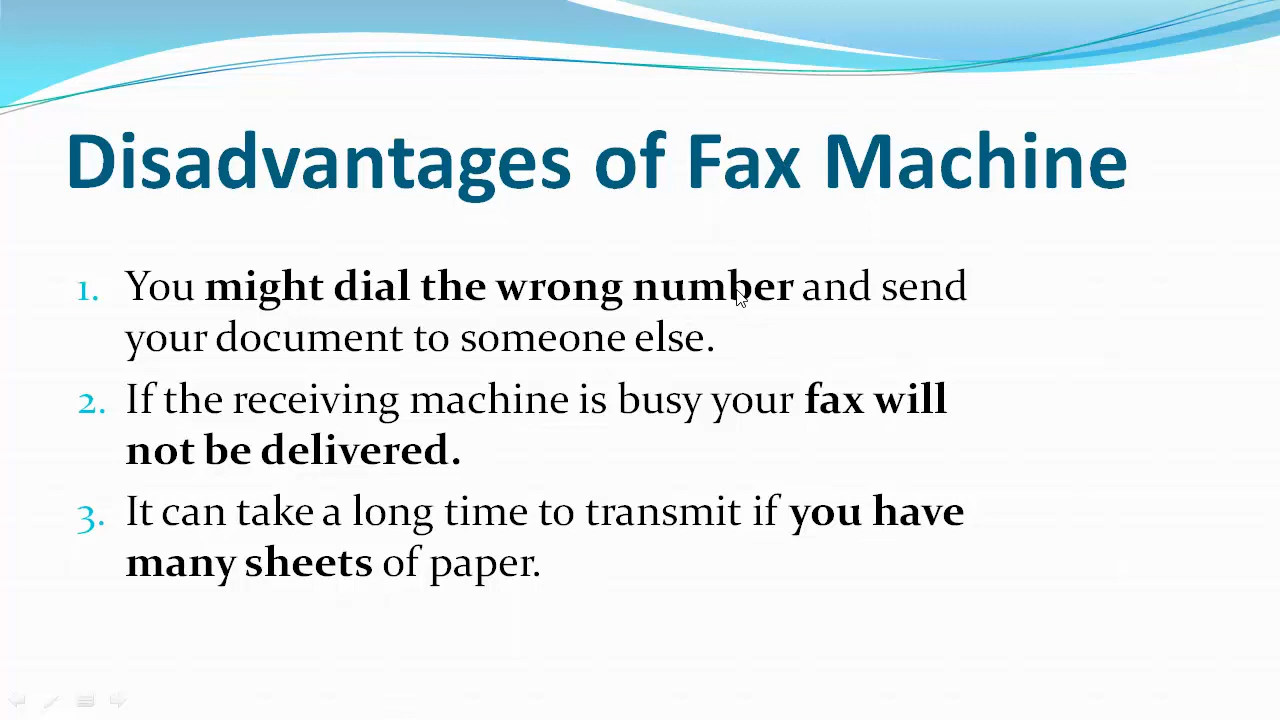 Disadvantages of Fax Machine
1. You might dial the wrong number and send
your document to someone else.
2. If the receiving machine is busy your fax will
not be delivered.
3. It can take a long time to transmit if you have
many sheets of paper.